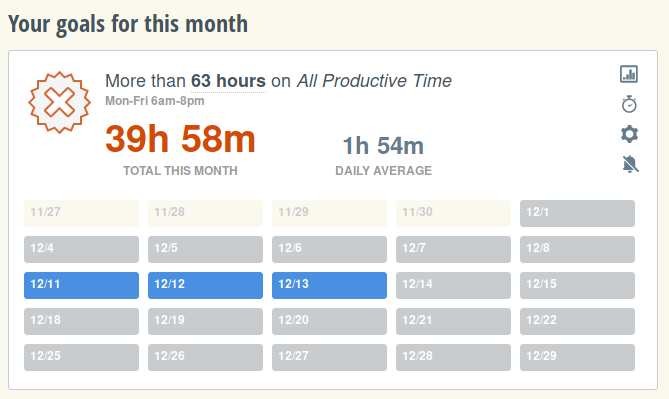 Your goals for this month
More than 63 hours on All Productive Time
Mon-Fri 6am-8pm
39h 58m 1h 54m
TOTAL THIS MONTH DAILY AVERAGE
11/27 11/28 11/29 11/30 12/1
12/4 12/5 12/6 12/7 12/8
12/11 12/12 12/13 12/14 12/15
12/18 12/19 12/20 12/21 12/22
12/25 12/26 12/27 12/28 12/29